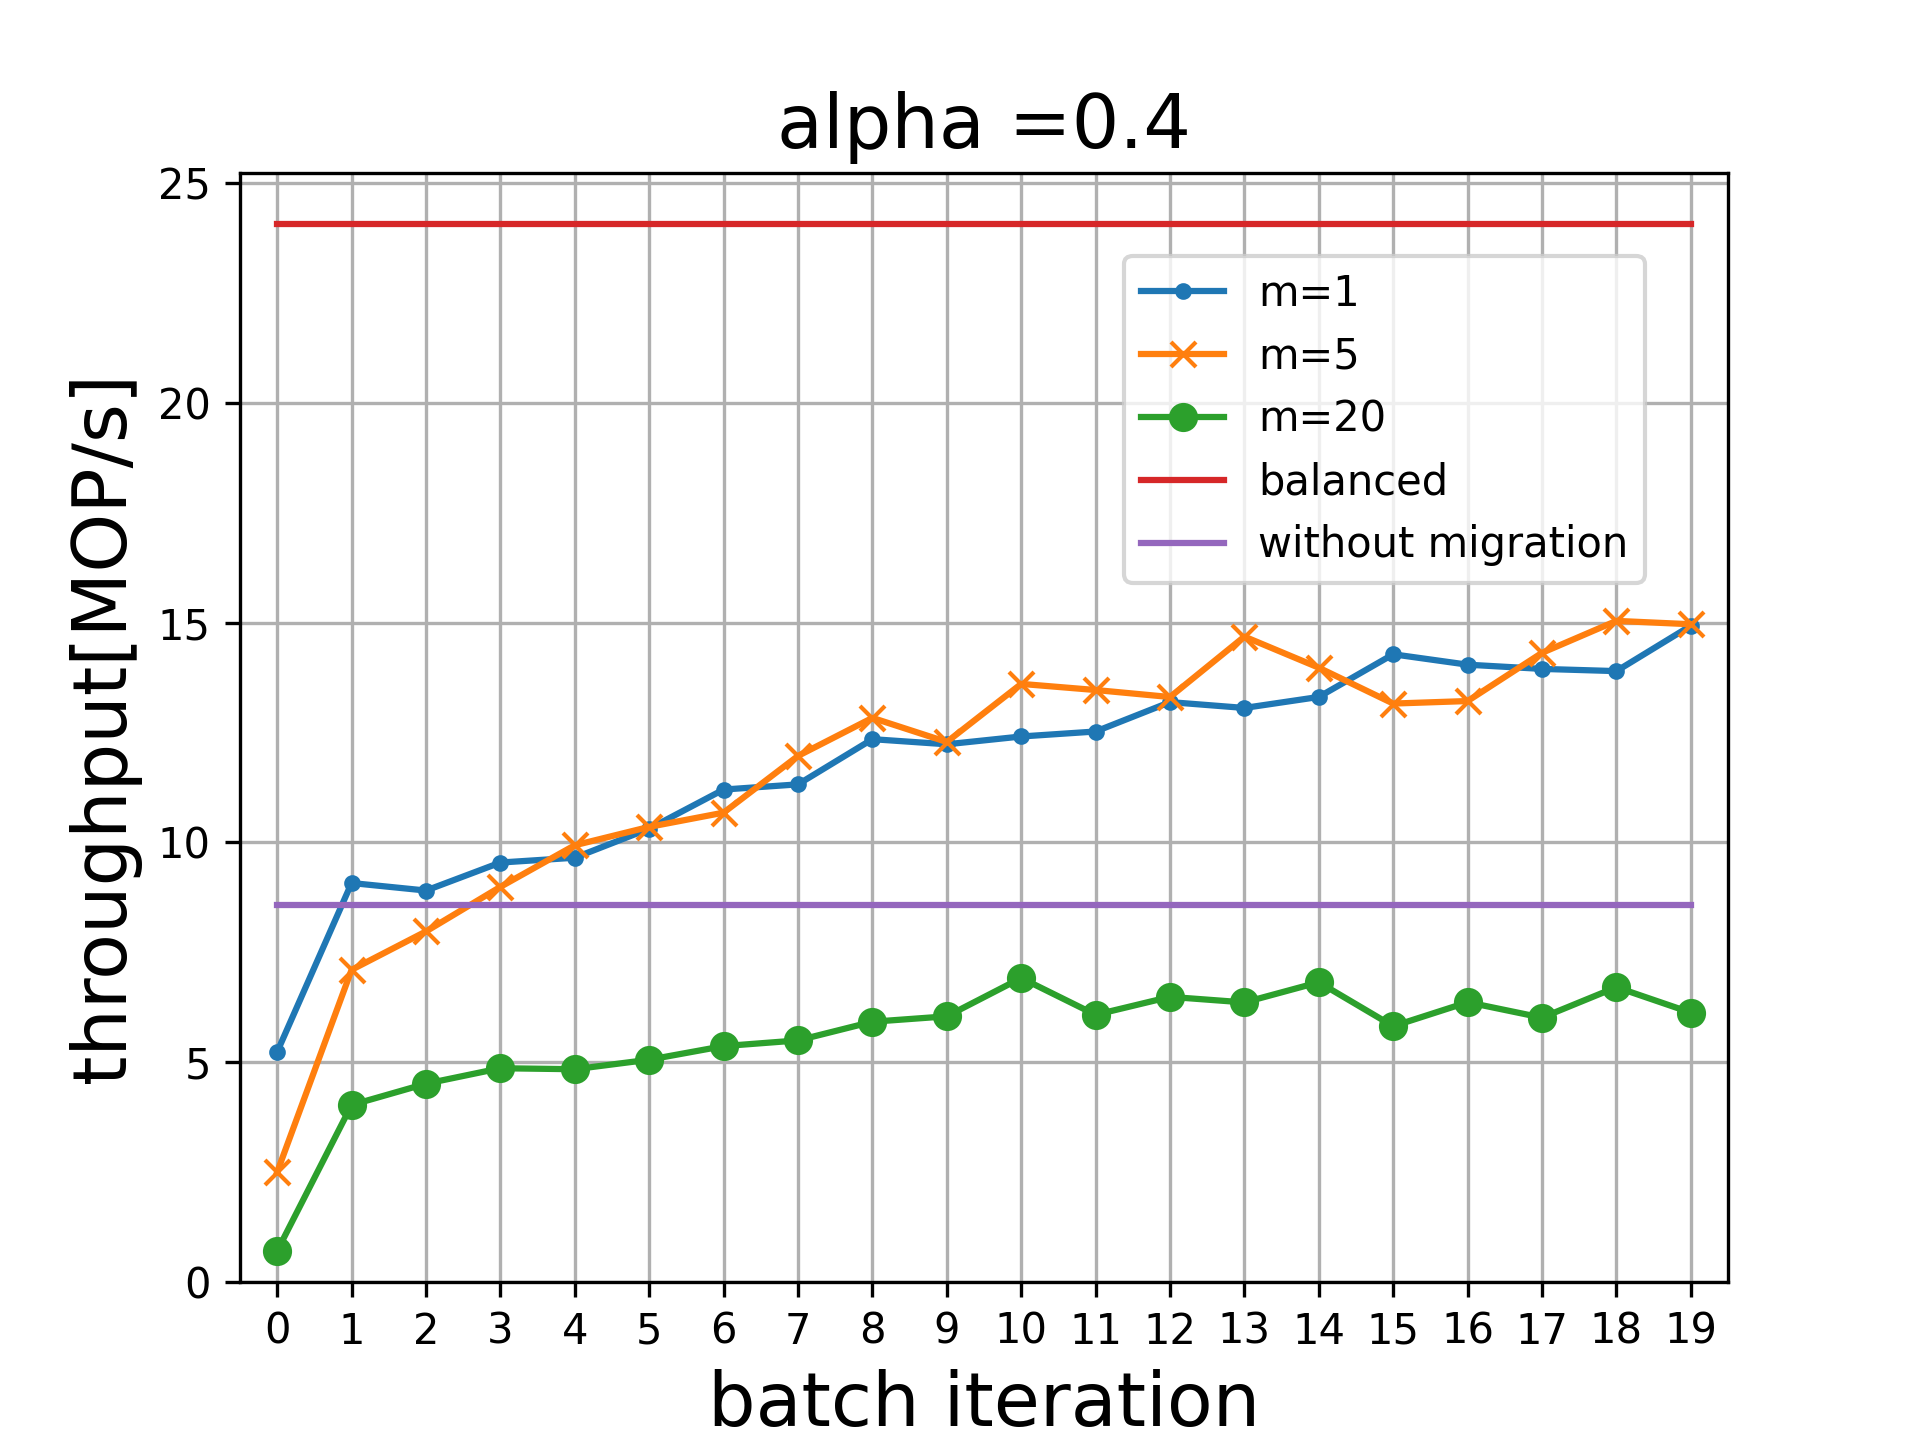 alpha =0.4
throughput[MOP/s]
25
20
15
10
5
0
m=1
m=5
m=20
balanced
without migration
0 1 2 3 4 5 6 7 8 9 10 11 12 13 14 15 16 17 18 19
batch iteration